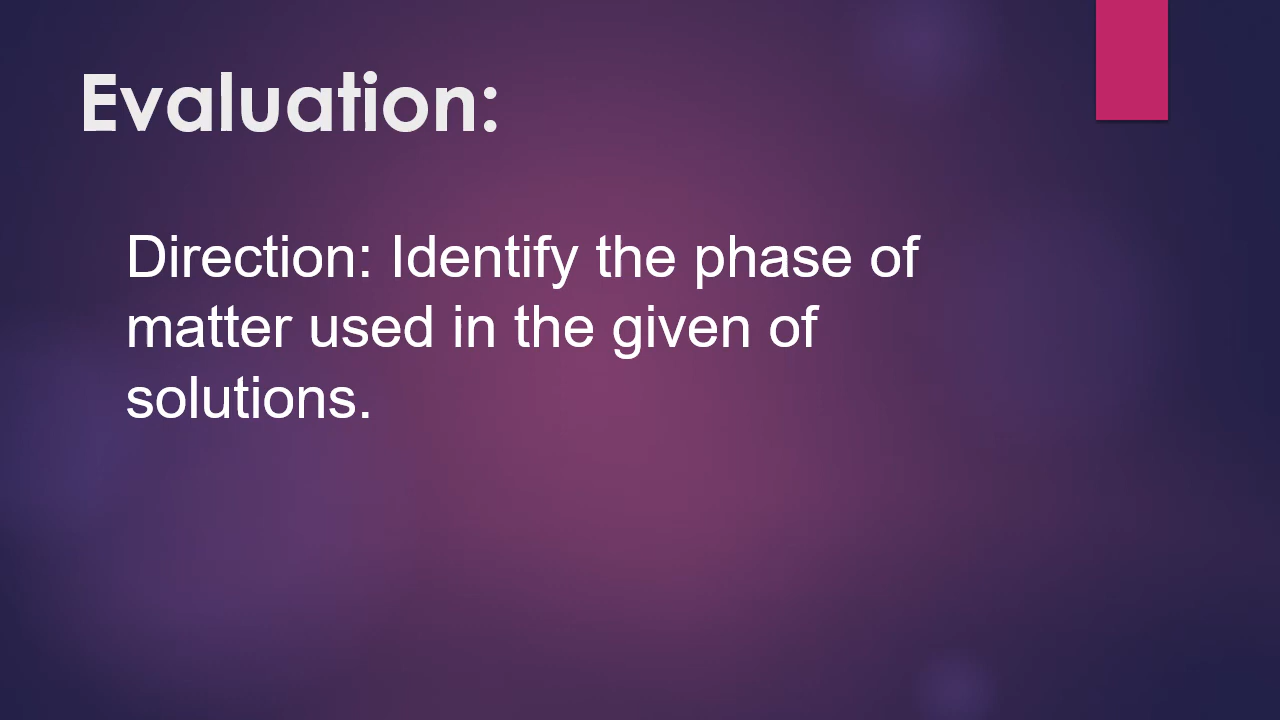 Evaluation:
Direction: Identify the phase of
matter used in the given of
solutions.